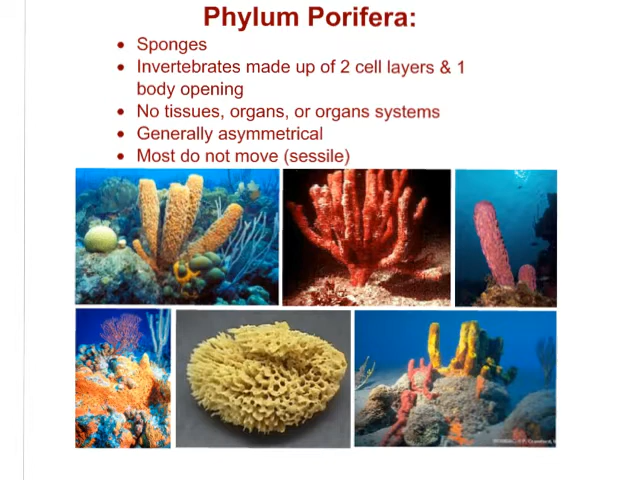 Phylum Porifera:
• Sponges
• Invertebrates made up of 2 cell layers & 1
body opening
• No tissues, organs, or organs systems
• Generally asymmetrical
• Most do not move (sessile)